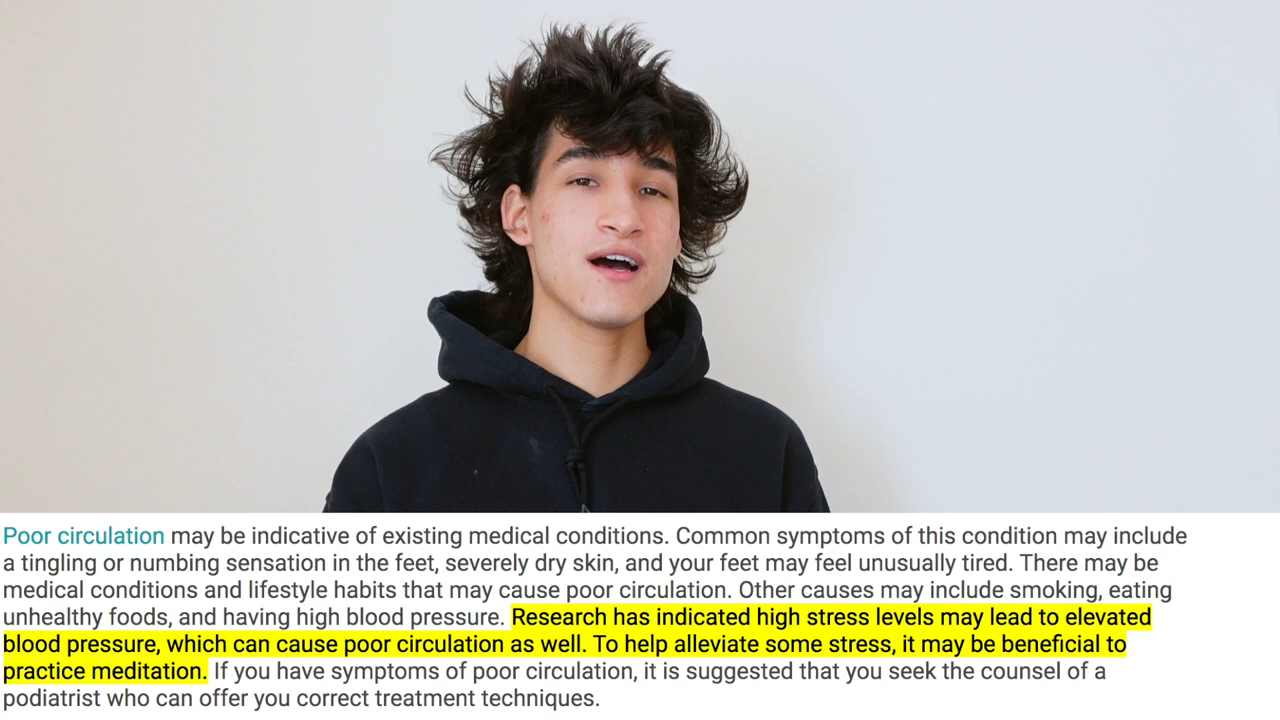 Poor circulation may be indicative of existing medical conditions. Common symptoms of this condition may include
a tingling or numbing sensation in the feet, severely dry skin, and your feet may feel unusually tired. There may be
medical conditions and lifestyle habits that may cause poor circulation. Other causes may include smoking, eating
unhealthy foods, and having high blood pressure. Research has indicated high stress levels may lead to elevated
blood pressure, which can cause poor circulation as well. To help alleviate some stress, it may be beneficial to
practice meditation. If you have symptoms of poor circulation, it is suggested that you seek the counsel of a
podiatrist who can offer you correct treatment techniques.